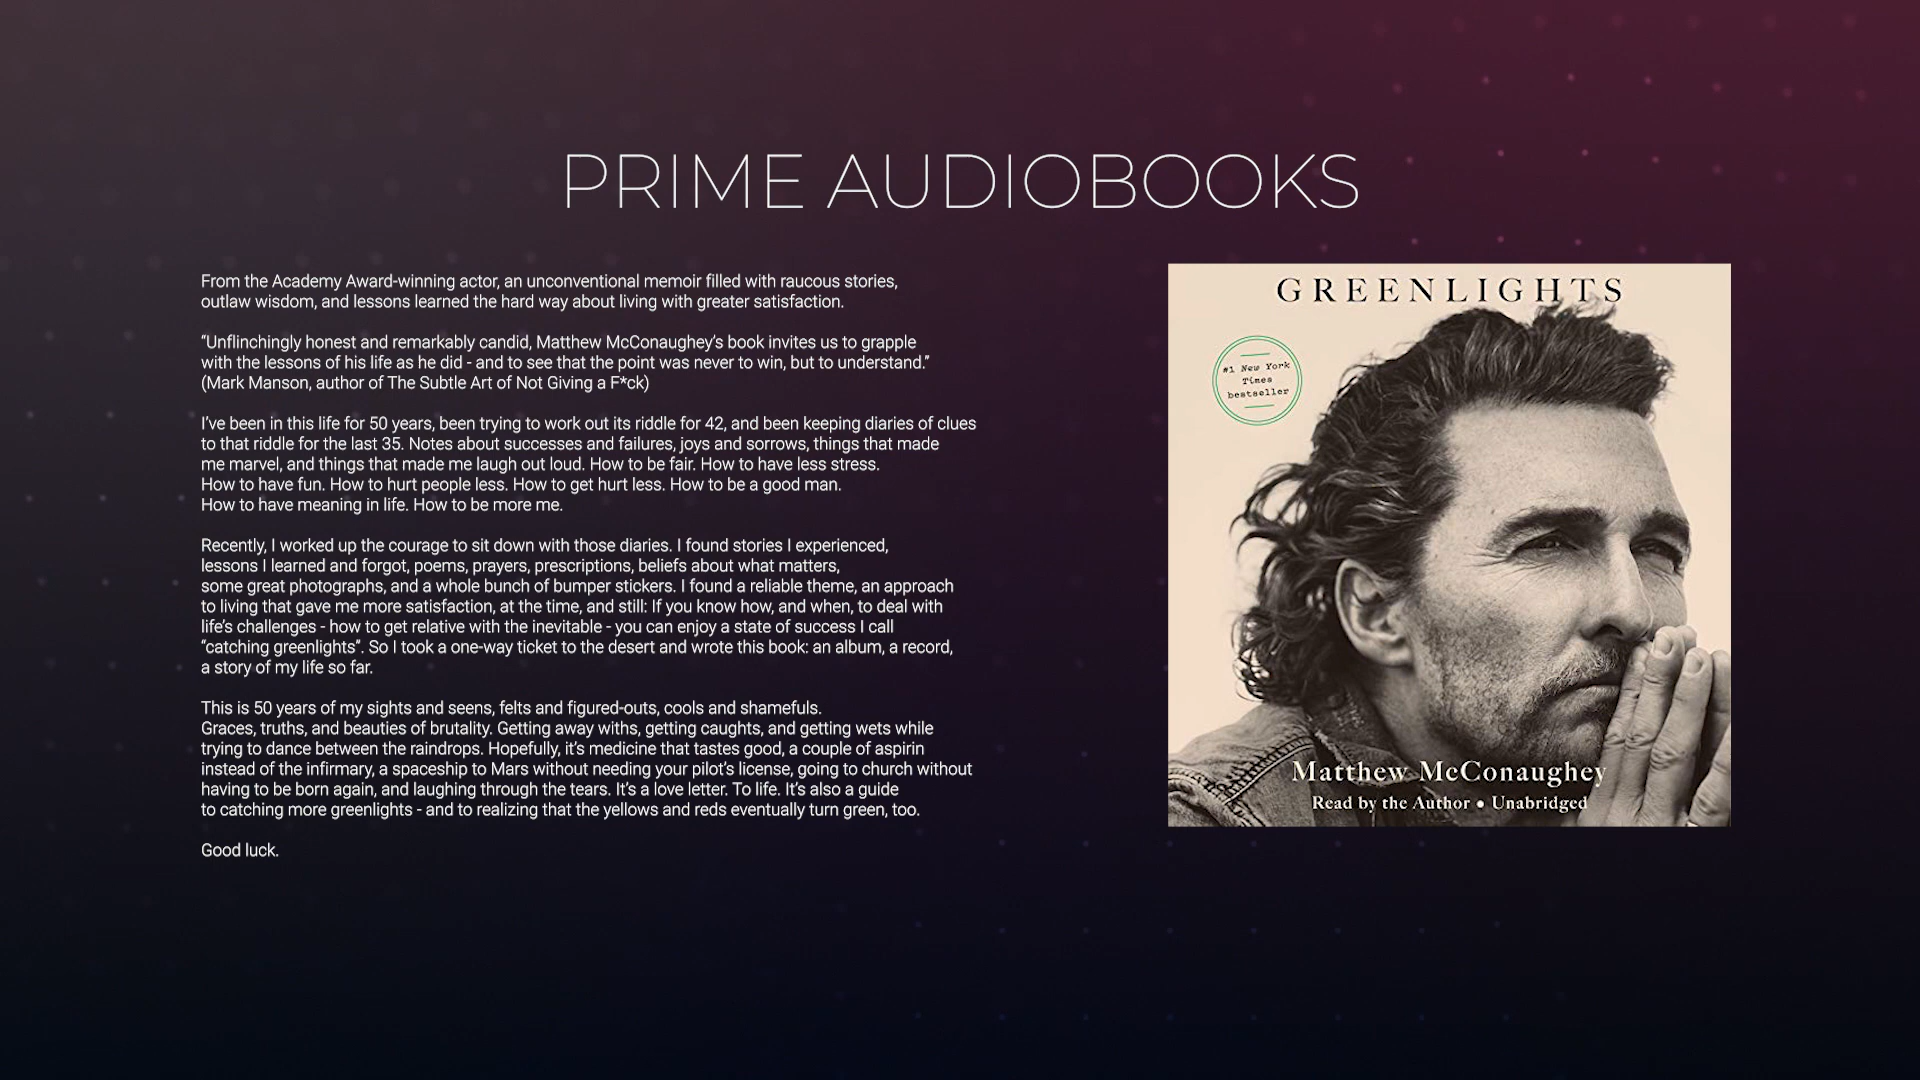 PRIME AUDIOBOOKS
From the Academy Award-winning actor, an unconventional memoir filled with raucous stories,
outlaw wisdom, and lessons learned the hard way about living with greater satisfaction.
“Unflinchingly honest and remarkably candid, Matthew McConaughey’s book invites us to grapple
with the lessons of his life as he did - and to see that the point was never to win, but to understand.”
(Mark Manson, author of The Subtle Art of Not Giving a F*ck)
I’ve been in this life for 50 years, been trying to work out its riddle for 42, and been keeping diaries of clues
to that riddle for the last 35. Notes about successes and failures, joys and sorrows, things that made
me marvel, and things that made me laugh out loud. How to be fair. How to have less stress.
How to have fun. How to hurt people less. How to get hurt less. How to be a good man.
How to have meaning in life. How to be more me.
Recently, I worked up the courage to sit down with those diaries. I found stories I experienced,
lessons I learned and forgot, poems, prayers, prescriptions, beliefs about what matters,
some great photographs, and a whole bunch of bumper stickers. I found a reliable theme, an approach
to living that gave me more satisfaction, at the time, and still: If you know how, and when, to deal with
life’s challenges - how to get relative with the inevitable - you can enjoy a state of success I call
“catching greenlights”. So I took a one-way ticket to the desert and wrote this book: an album, a record,
a story of my life so far.
This is 50 years of my sights and seens, felts and figured-outs, cools and shamefuls.
Graces, truths, and beauties of brutality. Getting away withs, getting caughts, and getting wets while
trying to dance between the raindrops. Hopefully, it’s medicine that tastes good, a couple of aspirin
instead of the infirmary, a spaceship to Mars without needing your pilot’s license, going to church without
having to be born again, and laughing through the tears. It’s a love letter. To life. It’s also a guide
to catching more greenlights - and to realizing that the yellows and reds eventually turn green, too.
Good luck.
GREENLIGHTS
#1 New York
Times
bestseller
Matthew McConaughey
Read by the Author • Unabridged